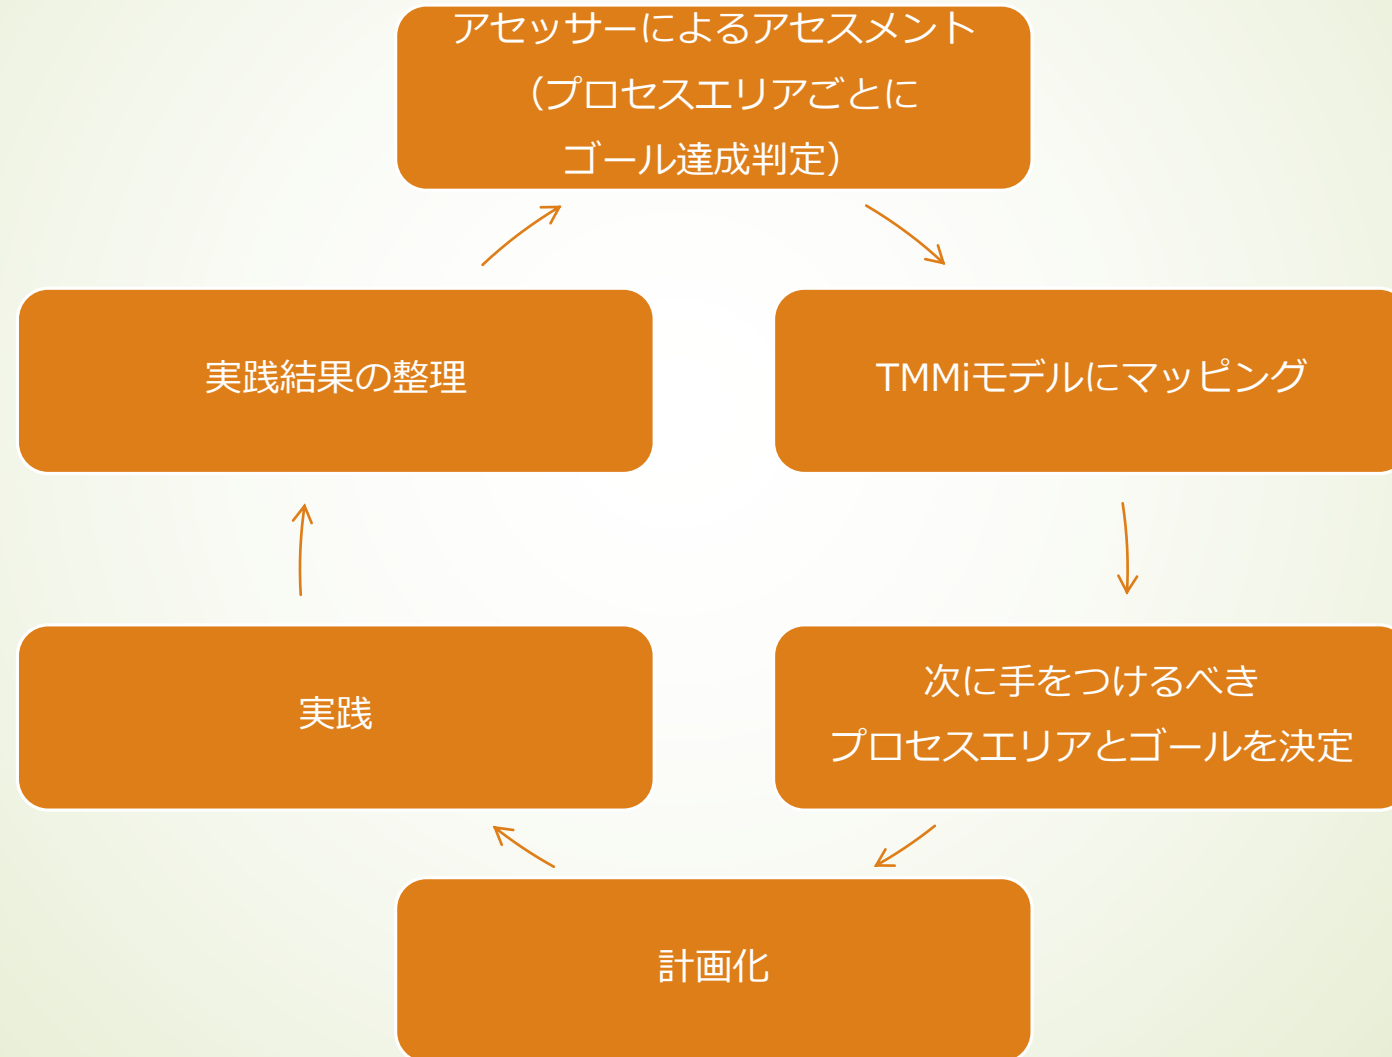 アセッサーによるアセスメント
（プロセスエリアごとに
ゴール達成判定）
TMMiモデルにマッピング
次に手をつけるべき
プロセスエリアとゴールを決定
計画化
実践
実践結果の整理